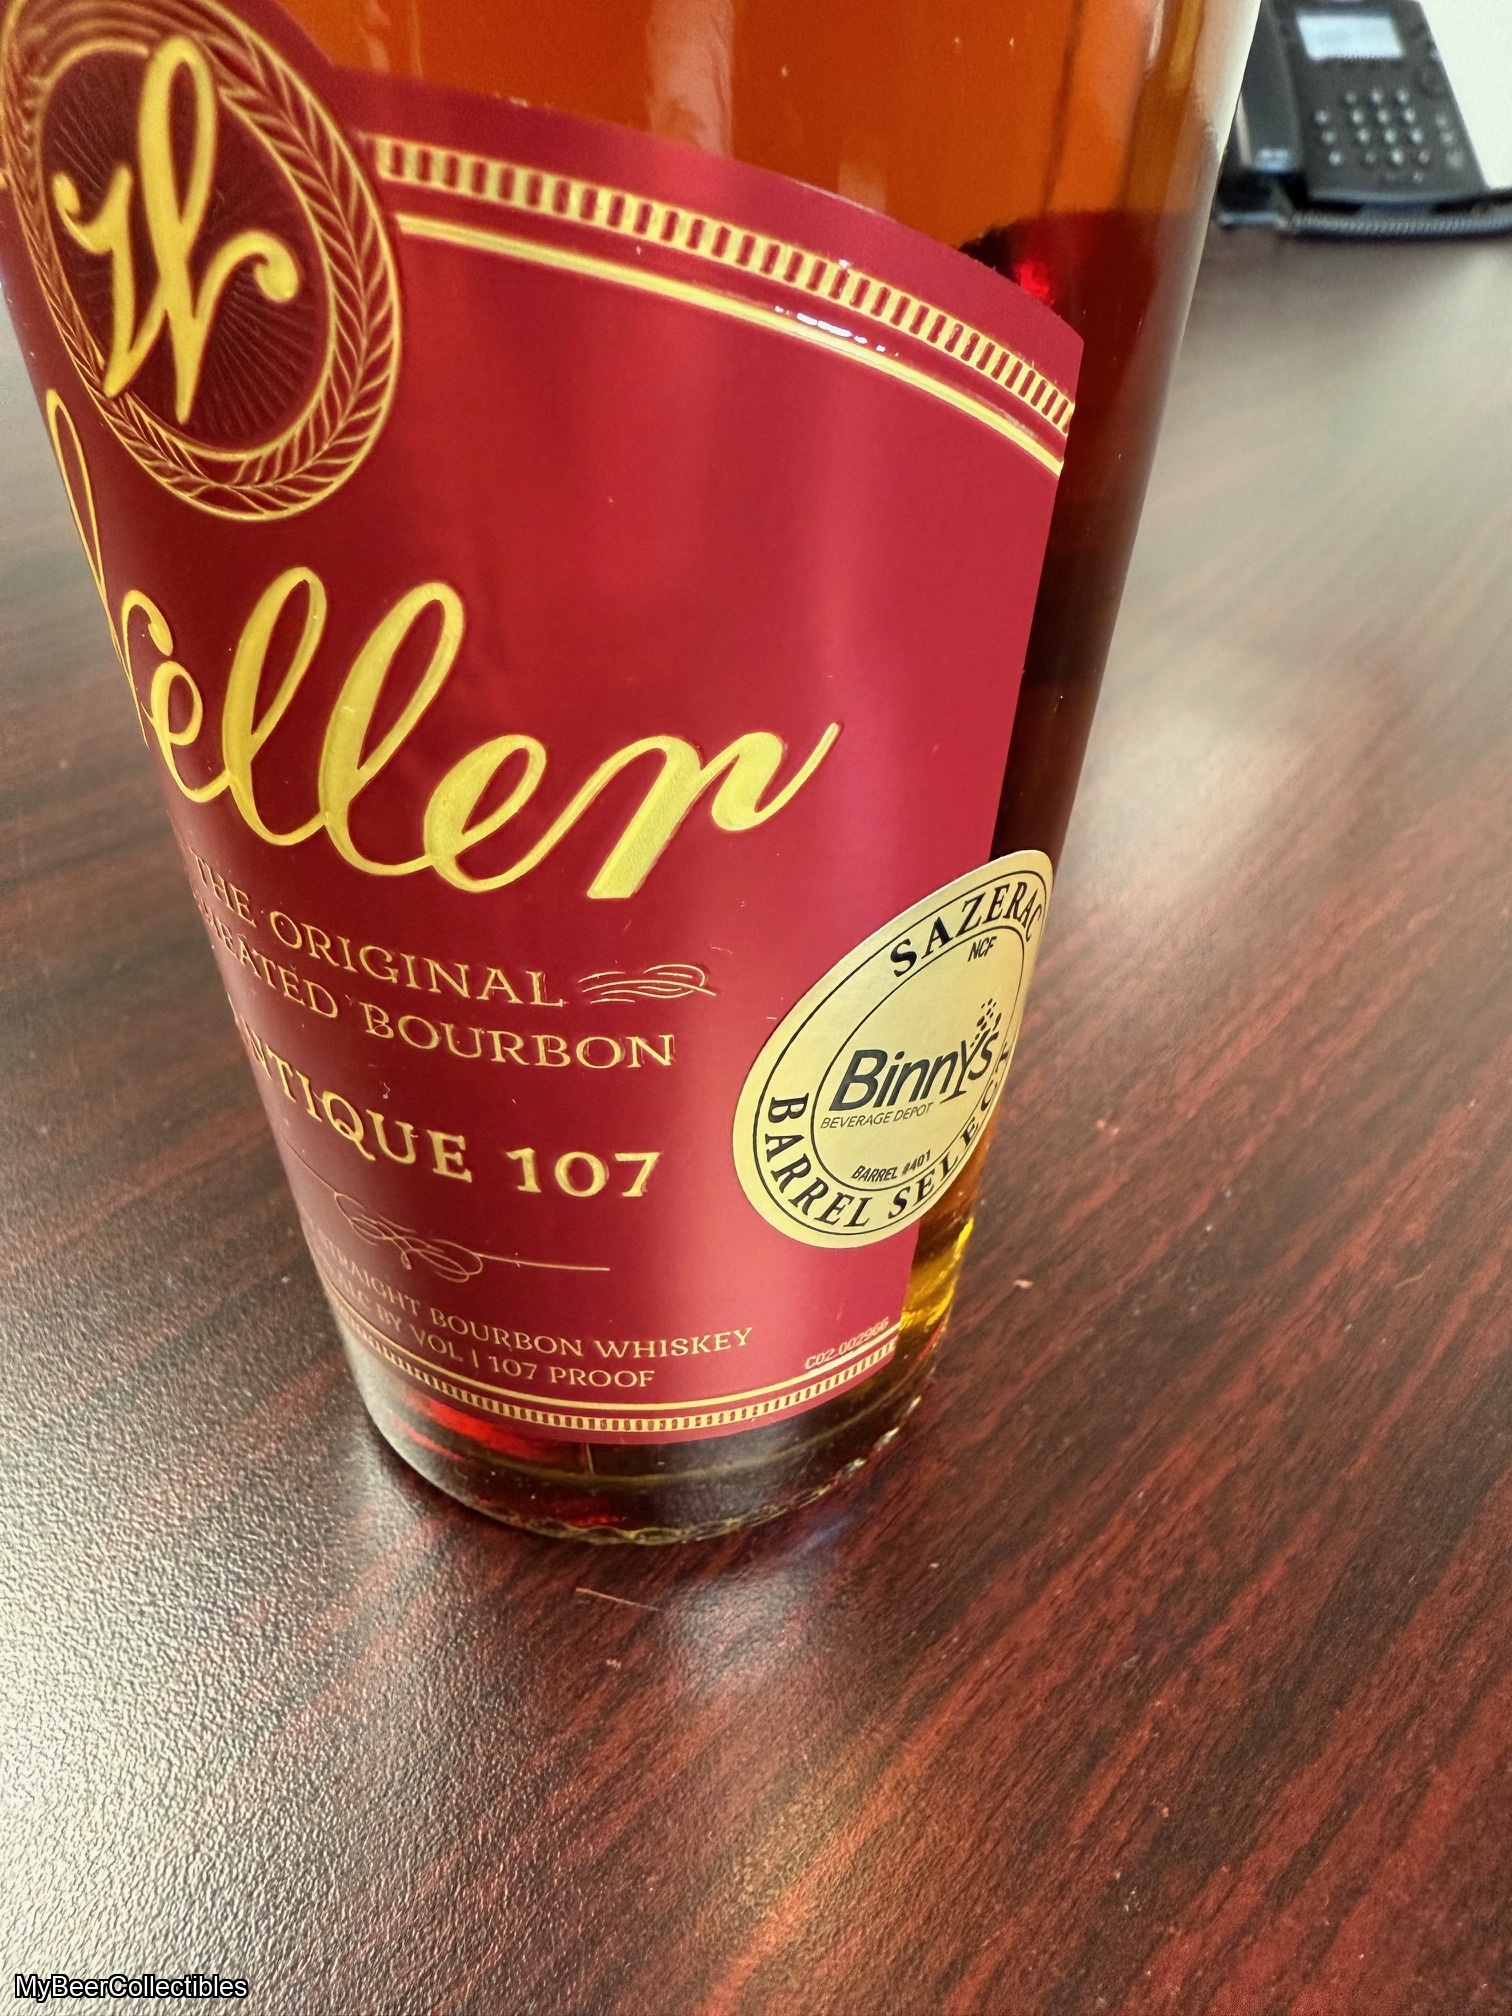 W
Weller
THE ORIGINAL
WHEATED BOURBON
ANTIQUE 107
STRAIGHT BOURBON WHISKEY
ALC BY VOL | 107 PROOF
SAZERAC
NCF
Binny's
BEVERAGE DEPOT
BARREL #401
BARREL SELECT
MyBeerCollectibles